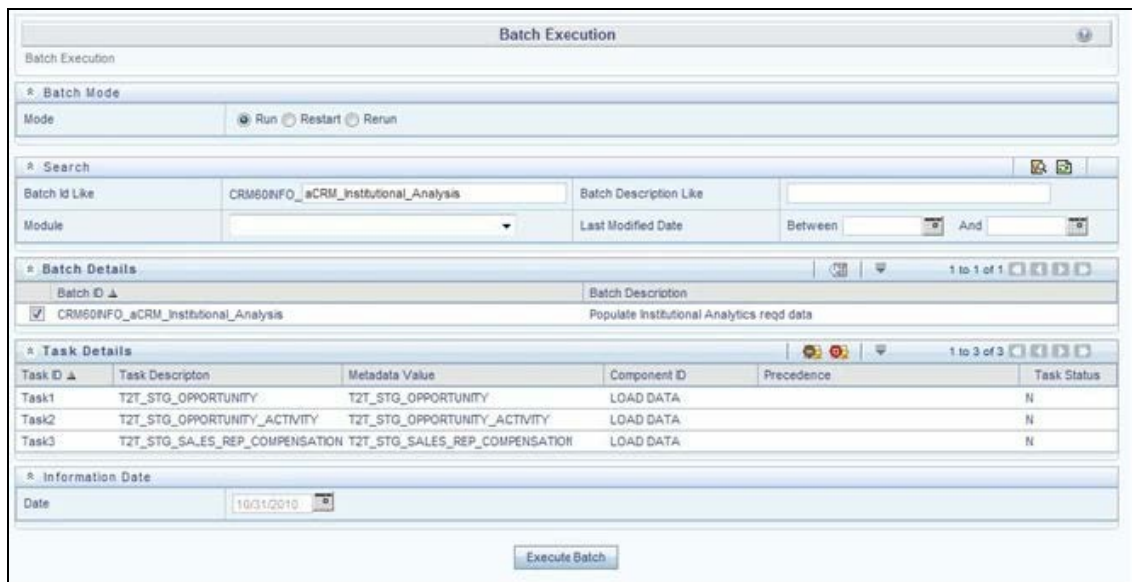 Batch Execution
Batch Execution
Batch Mode
Mode Run Restart Rerun
Search
Batch Id Like CRM60INFO_ aCRM_Institutional_Analysis Batch Description Like
Module Last Modified Date Between And
Batch Details 1 to 1 of 1
Batch ID Batch Description
CRM60INFO_aCRM_Institutional_Analysis Populate Institutional Analytics reqd data
Task Details 1 to 3 of 3
Task ID Task Descripton Metadata Value Component ID Precedence Task Status
Task1 T2T_STG_OPPORTUNITY T2T_STG_OPPORTUNITY LOAD DATA N
Task2 T2T_STG_OPPORTUNITY_ACTIVITY T2T_STG_OPPORTUNITY_ACTIVITY LOAD DATA N
Task3 T2T_STG_SALES_REP_COMPENSATION T2T_STG_SALES_REP_COMPENSATION LOAD DATA N
Information Date
Date 10/31/2010
Execute Batch